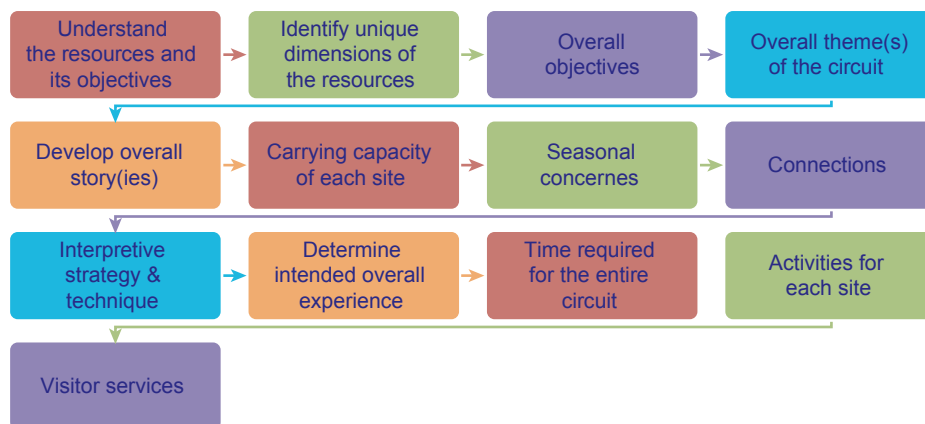 Understand
the resources and
its objectives
Identify unique
dimensions of
the resources
Overall
objectives
Overall theme(s)
of the circuit
Develop overall
story(ies)
Carrying capacity
of each site
Seasonal
concernes
Connections
Interpretive
strategy &
technique
Determine
intended overall
experience
Time required
for the entire
circuit
Activities for
each site
Visitor services